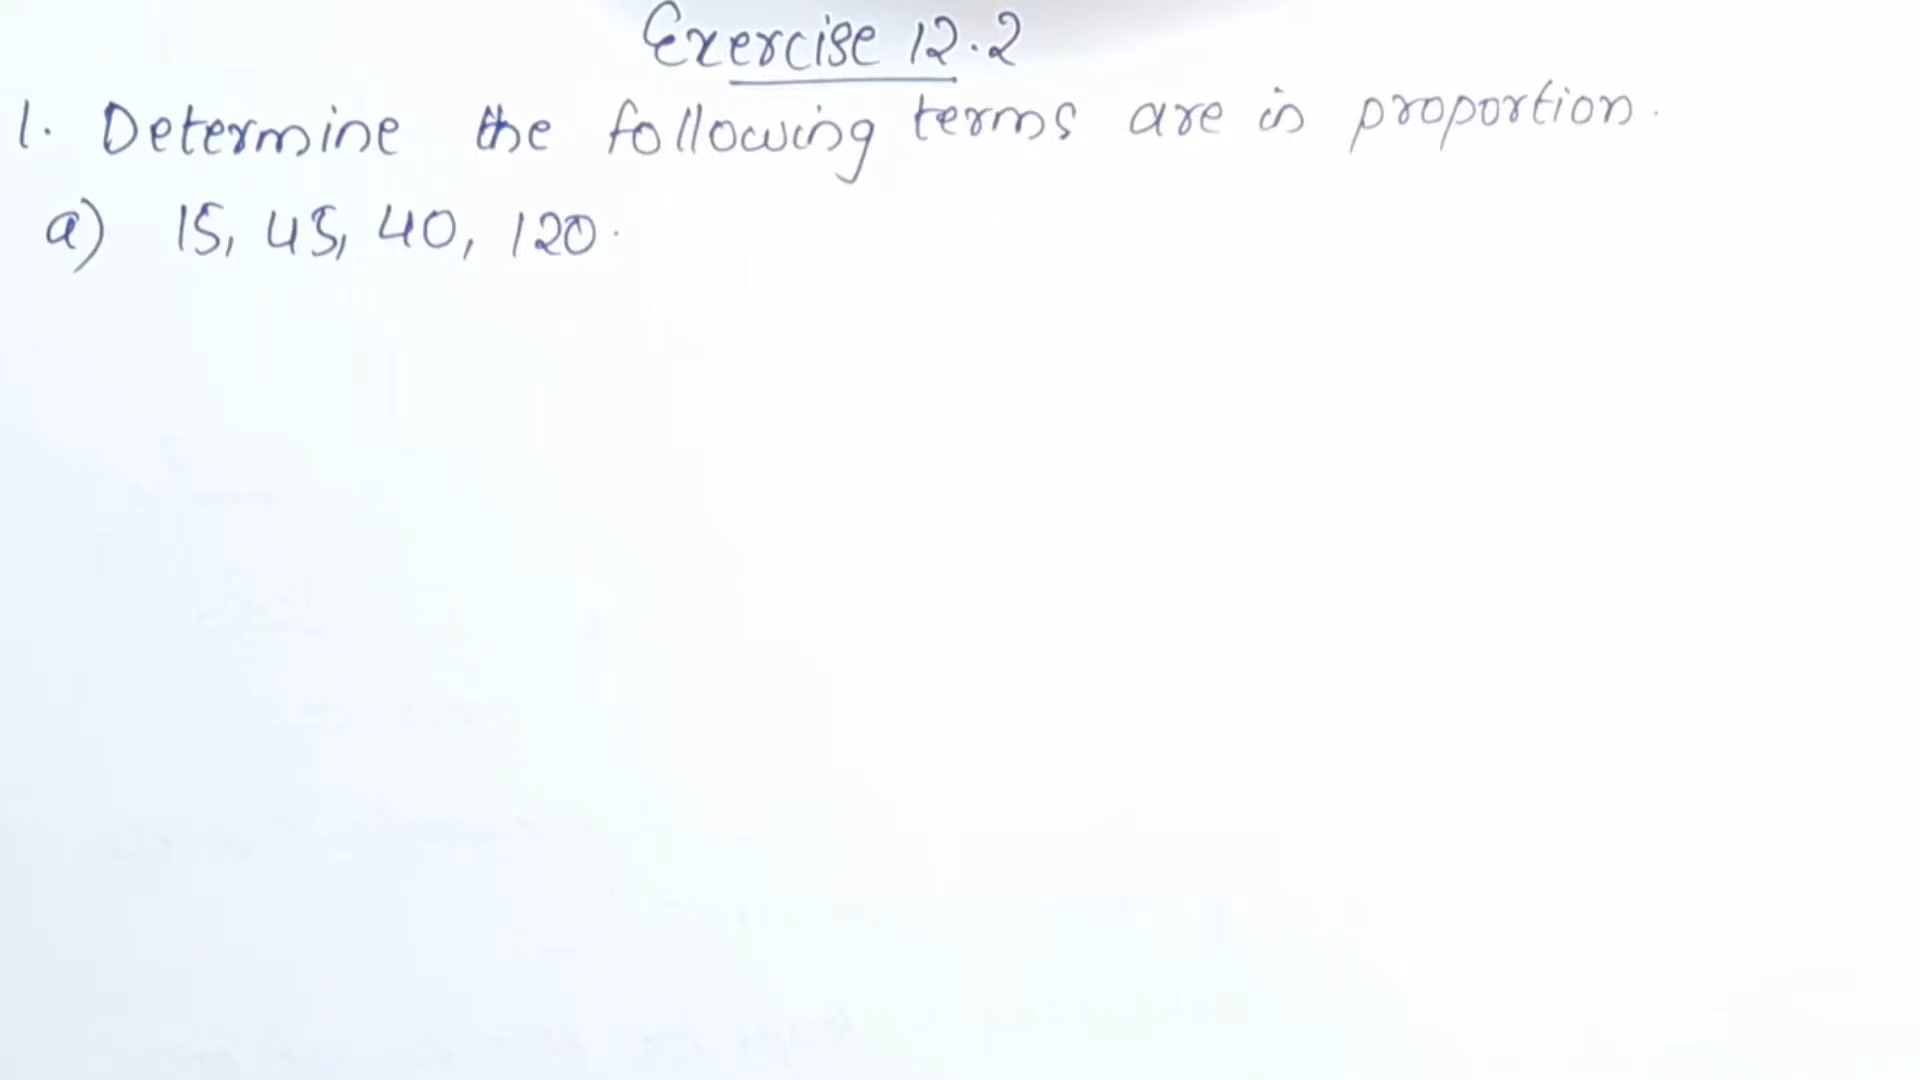 Exercise 12.2
1. Determine the following terms are in proportion.
a) 15, 45, 40, 120.